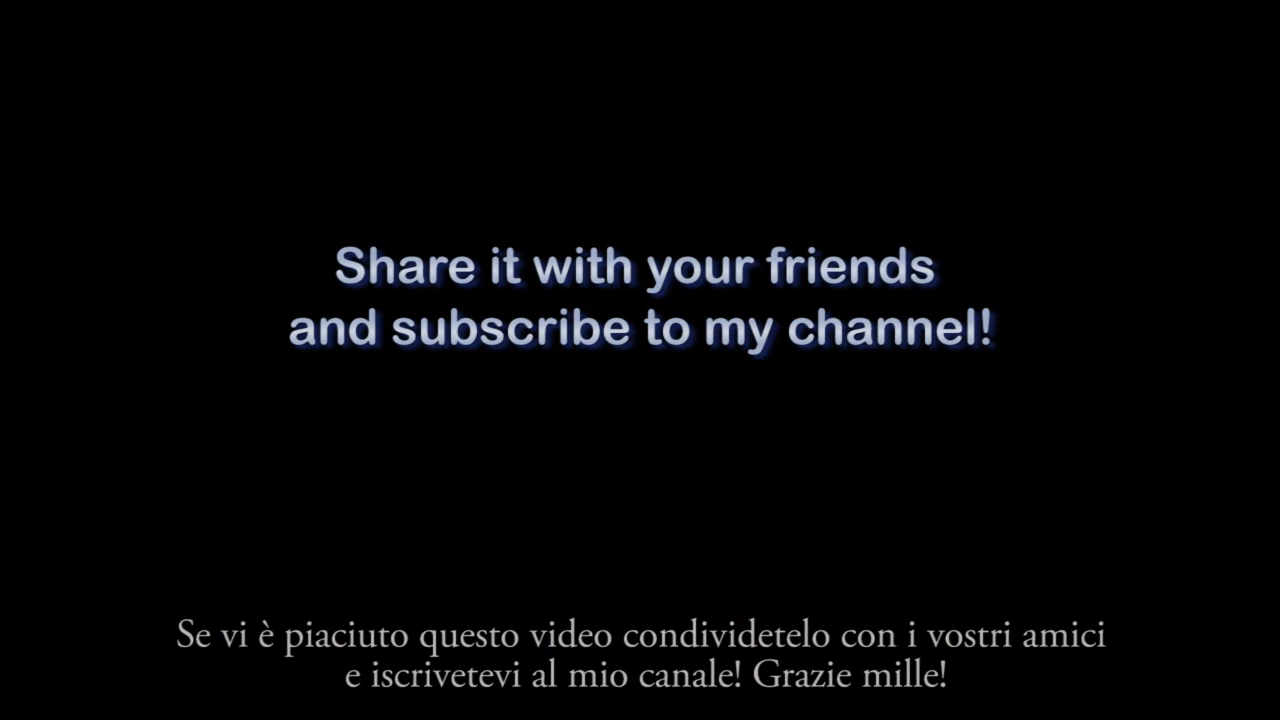 Share it with your friends
and subscribe to my channel!
Se vi è piaciuto questo video condividetelo con i vostri amici
e iscrivetevi al mio canale! Grazie mille!